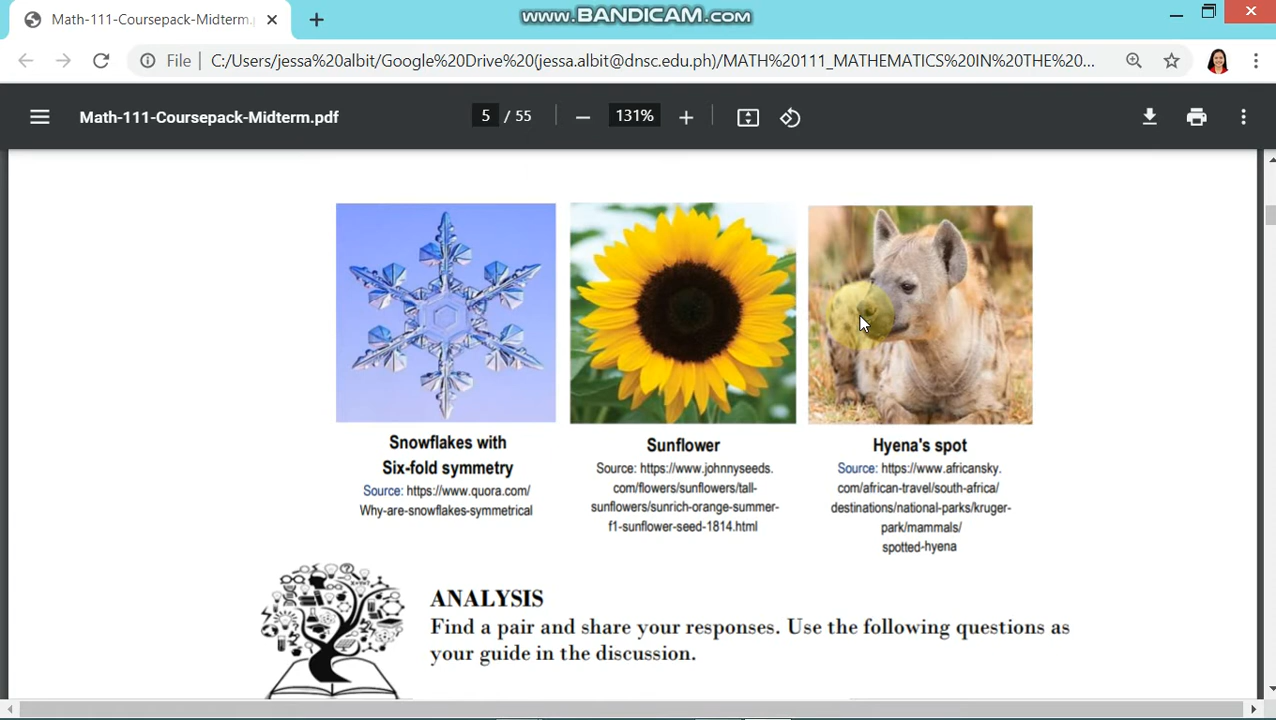 www.BANDICAM.com
Math-111-Coursepack-Midterm.
File
C:/Users/jessa%20albit/Google%20Drive%20(jessa.albit@dnsc.edu.ph)/MATH%20111_MATHEMATICS%20IN%20THE%20...
Math-111-Coursepack-Midterm.pdf
5 / 55
131%
Snowflakes with
Six-fold symmetry
Source: https://www.quora.com/
Why-are-snowflakes-symmetrical
Sunflower
Source: https://www.johnnyseeds.
com/flowers/sunflowers/tall-
sunflowers/sunrich-orange-summer-
f1-sunflower-seed-1814.html
Hyena's spot
Source: https://www.africansky.
com/african-travel/south-africa/
destinations/national-parks/kruger-
park/mammals/
spotted-hyena
ANALYSIS
Find a pair and share your responses. Use the following questions as
your guide in the discussion.